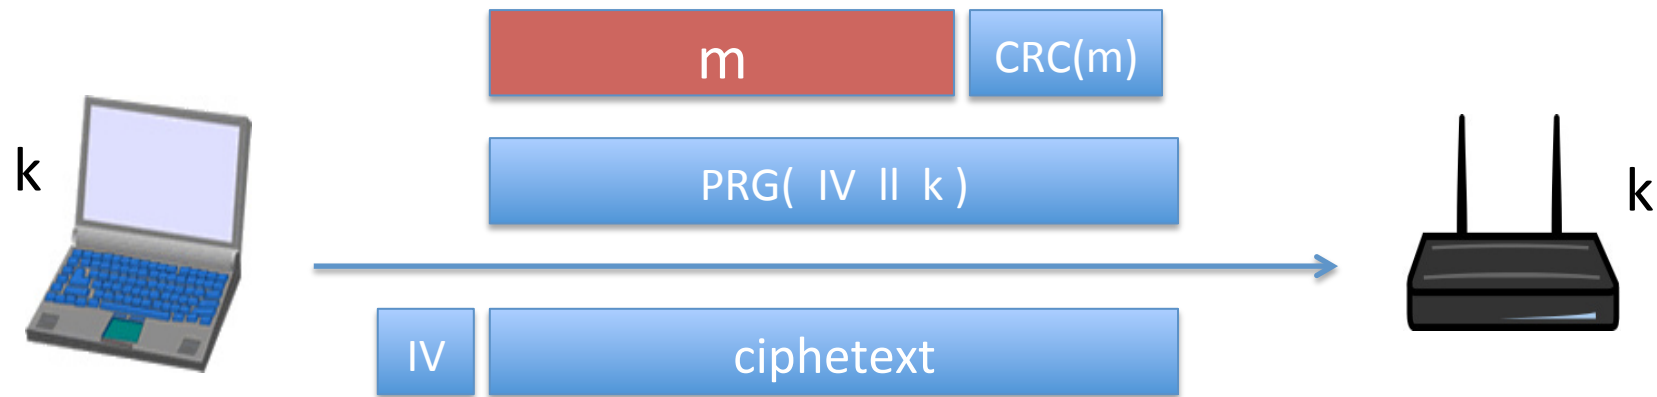 m CRC(m)
k
PRG( IV ll k )
k
IV ciphetext